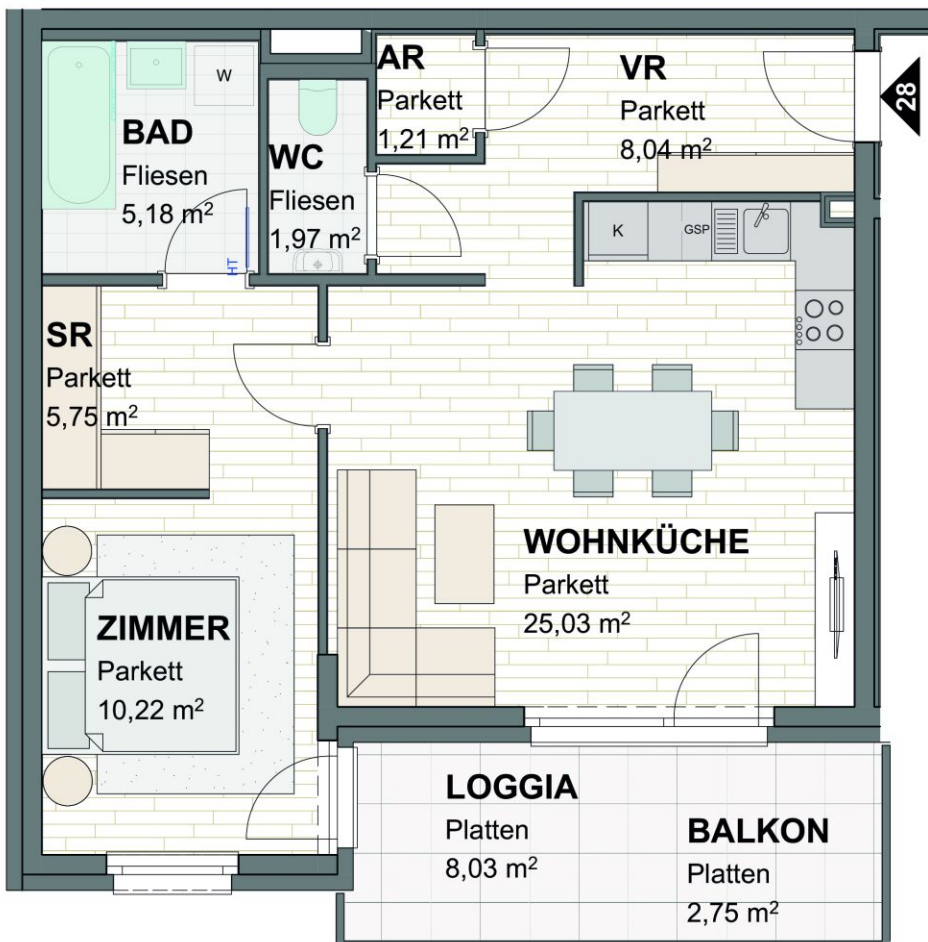 BAD
Fliesen
5,18 m²
W
HT
WC
Fliesen
1,97 m²
AR
Parkett
1,21 m²
VR
Parkett
8,04 m²
28
K
GSP
SR
Parkett
5,75 m²
WOHNKÜCHE
Parkett
25,03 m²
ZIMMER
Parkett
10,22 m²
LOGGIA
Platten
8,03 m²
BALKON
Platten
2,75 m²